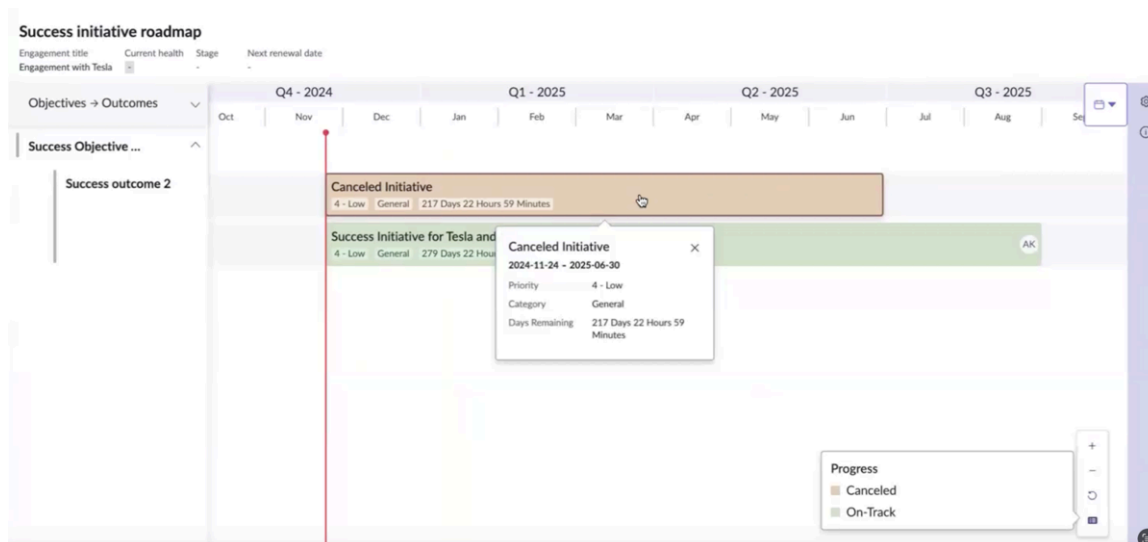 Success initiative roadmap
Engagement title Current health Stage Next renewal date
Engagement with Tesla - - -
Objectives → Outcomes
Q4 - 2024 Q1 - 2025 Q2 - 2025 Q3 - 2025
Oct Nov Dec Jan Feb Mar Apr May Jun Jul Aug
Success Objective ...
Success outcome 2
Canceled Initiative
4 - Low General 217 Days 22 Hours 59 Minutes
Success Initiative for Tesla and
4 - Low General 279 Days 22
AK
Canceled Initiative
2024-11-24 – 2025-06-30
Priority 4 - Low
Category General
Days Remaining 217 Days 22 Hours 59
Minutes
Progress
Canceled
On-Track